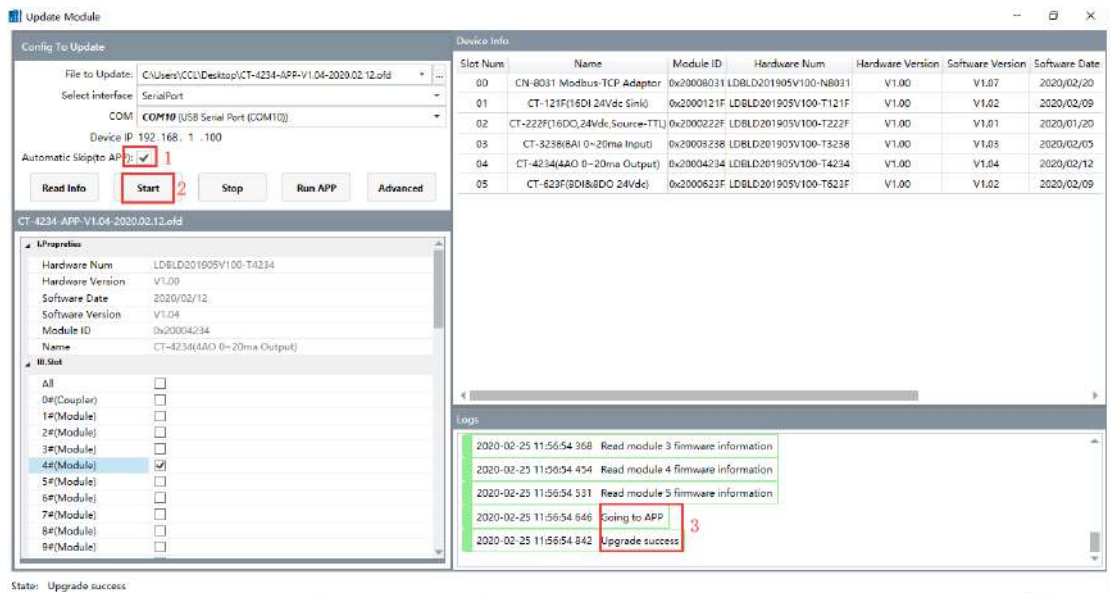 Update Module
Config To Update
File to Update: C:\Users\CCL\Desktop\CT-4234-APP-V1.04-2020.02.12.ofd ...
Select interface SerialPort
COM COM10 (USB Serial Port (COM10))
Device IP 192.168. 1 .100
Automatic Skip(to APP): 1
Read Info Start 2 Stop Run APP Advanced
CT-4234-APP-V1.04-2020.02.12.ofd
I.Propreties
Hardware Num LDBLD201905V100-T4234
Hardware Version V1.00
Software Date 2020/02/12
Software Version V1.04
Module ID 0x20004234
Name CT-4234(4AO 0~20ma Output)
III.Slot
All
0#(Coupler)
1#(Module)
2#(Module)
3#(Module)
4#(Module)
5#(Module)
6#(Module)
7#(Module)
8#(Module)
9#(Module)
Device Info
Slot Num Name Module ID Hardware Num Hardware Version Software Version Software Date
00 CN-8031 Modbus-TCP Adaptor 0x20008031 LDBLD201905V100-N8031 V1.00 V1.07 2020/02/20
01 CT-121F(16DI 24Vdc Sink) 0x2000121F LDBLD201905V100-T121F V1.00 V1.02 2020/02/09
02 CT-222F(16DO,24Vdc,Source-TTL) 0x2000222F LDBLD201905V100-T222F V1.00 V1.01 2020/01/20
03 CT-3238(8AI 0~20ma Input) 0x20003238 LDBLD201905V100-T3238 V1.00 V1.03 2020/02/05
04 CT-4234(4AO 0~20ma Output) 0x20004234 LDBLD201905V100-T4234 V1.00 V1.04 2020/02/12
05 CT-623F(8DI&8DO 24Vdc) 0x2000623F LDBLD201905V100-T623F V1.00 V1.02 2020/02/09
Logs
2020-02-25 11:56:54 368 Read module 3 firmware information
2020-02-25 11:56:54 454 Read module 4 firmware information
2020-02-25 11:56:54 531 Read module 5 firmware information
2020-02-25 11:56:54 646 Going to APP
3
2020-02-25 11:56:54 842 Upgrade success
State: Upgrade success